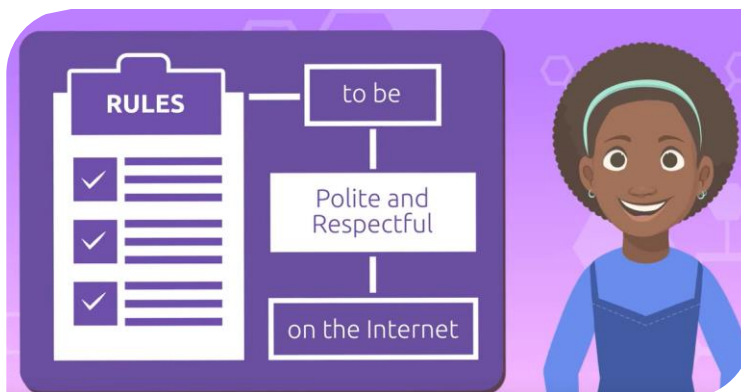 RULES
to be
Polite and
Respectful
on the Internet